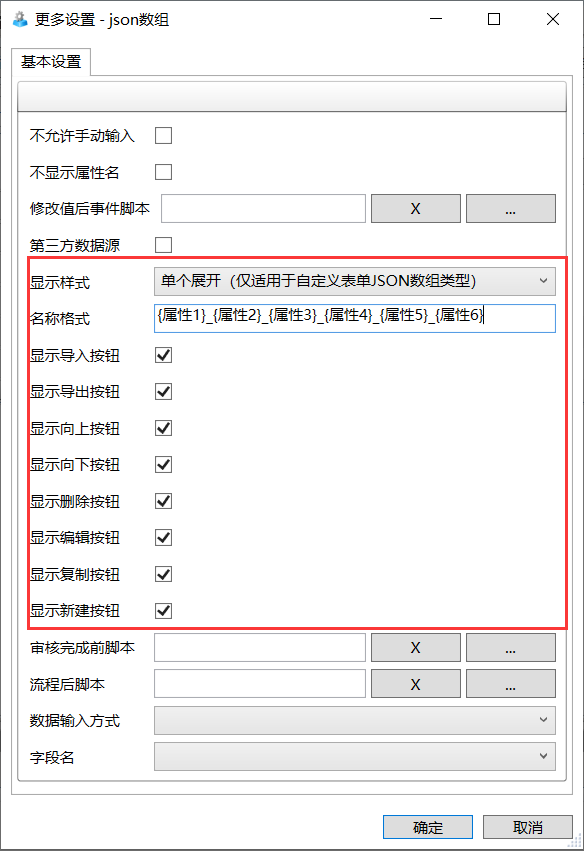 更多设置 - json数组
基本设置
不允许手动输入
不显示属性名
修改值后事件脚本 X ...
第三方数据源
显示样式 单个展开（仅适用于自定义表单JSON数组类型）
名称格式 {属性1}_{属性2}_{属性3}_{属性4}_{属性5}_{属性6}
显示导入按钮
显示导出按钮
显示向上按钮
显示向下按钮
显示删除按钮
显示编辑按钮
显示复制按钮
显示新建按钮
审核完成前脚本 X ...
流程后脚本 X ...
数据输入方式
字段名
确定 取消